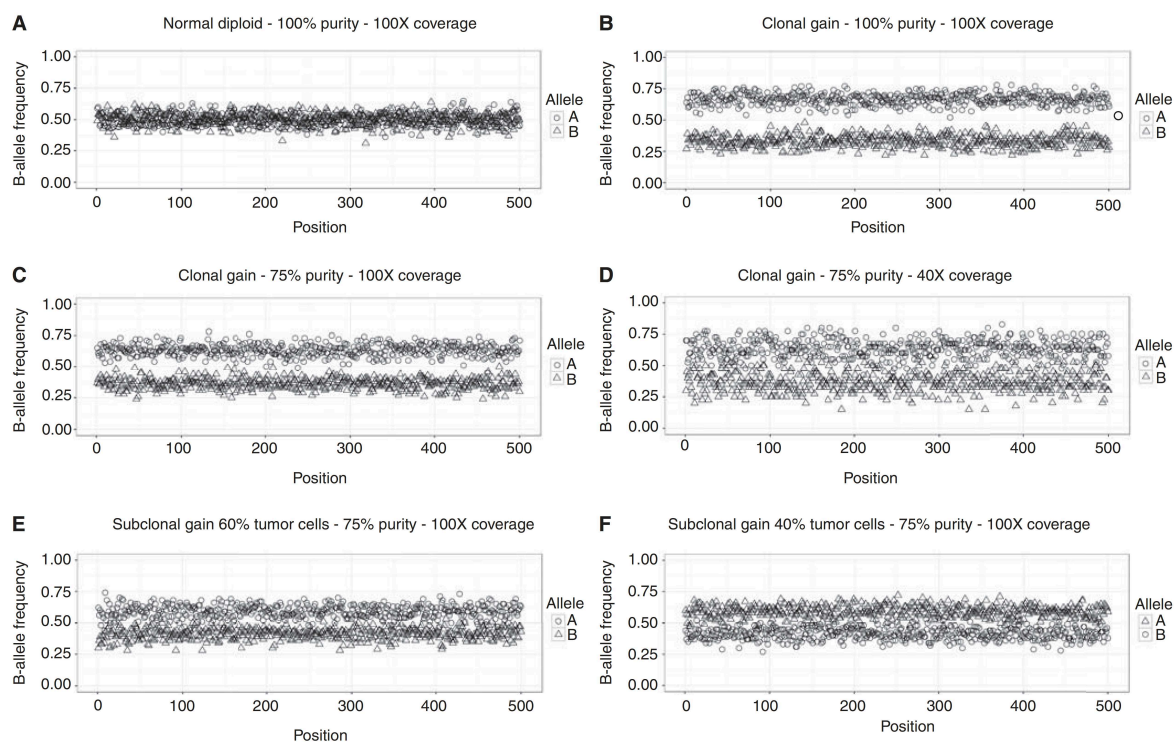 A
Normal diploid - 100% purity - 100X coverage
B-allele frequency
1.00
0.75
0.50
0.25
0.00
0 100 200 300 400 500
Position
Allele
A
B
B
Clonal gain - 100% purity - 100X coverage
B-allele frequency
1.00
0.75
0.50
0.25
0.00
0 100 200 300 400 500
Position
Allele
A
B
C
Clonal gain - 75% purity - 100X coverage
B-allele frequency
1.00
0.75
0.50
0.25
0.00
0 100 200 300 400 500
Position
Allele
A
B
D
Clonal gain - 75% purity - 40X coverage
B-allele frequency
1.00
0.75
0.50
0.25
0.00
0 100 200 300 400 500
Position
Allele
A
B
E
Subclonal gain 60% tumor cells - 75% purity - 100X coverage
B-allele frequency
1.00
0.75
0.50
0.25
0.00
0 100 200 300 400 500
Position
Allele
A
B
F
Subclonal gain 40% tumor cells - 75% purity - 100X coverage
B-allele frequency
1.00
0.75
0.50
0.25
0.00
0 100 200 300 400 500
Position
Allele
A
B